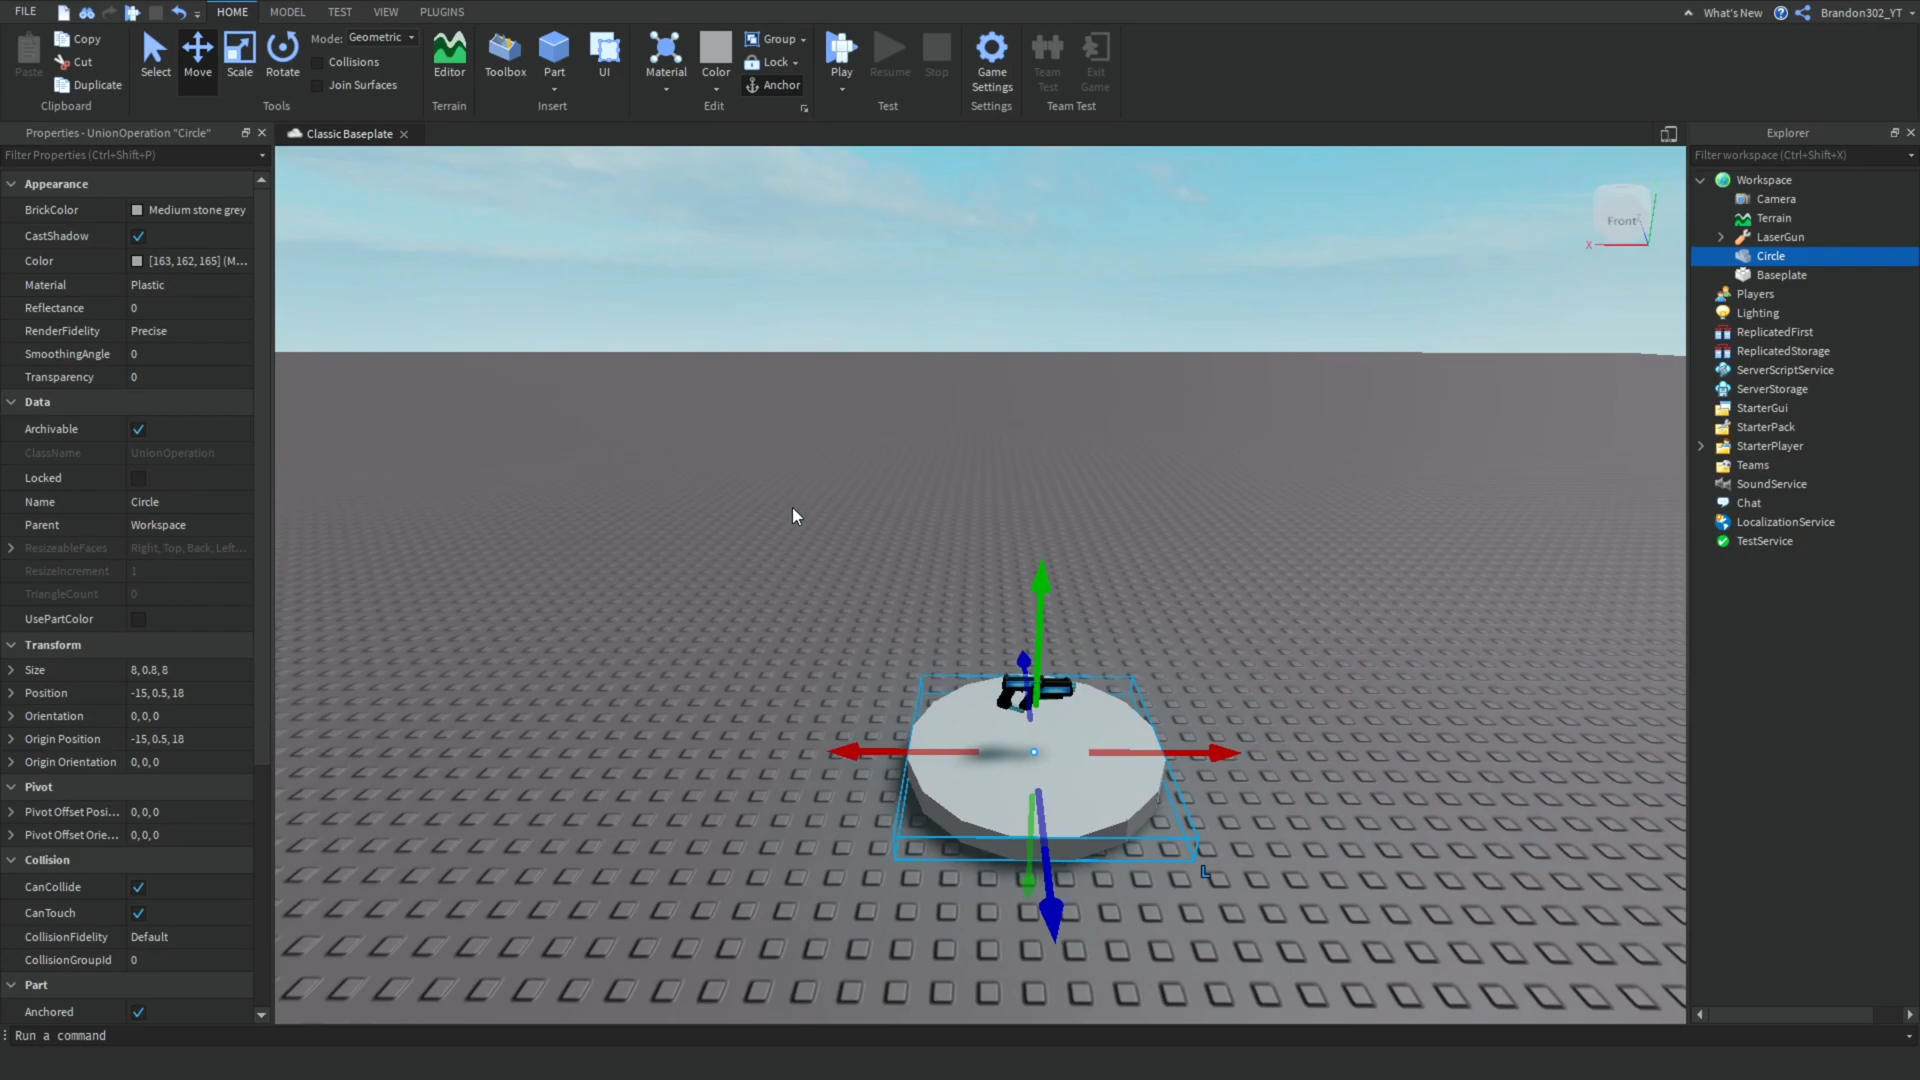 FILE HOME MODEL TEST VIEW PLUGINS What's New Brandon302_YT
Paste Copy Cut Duplicate
Clipboard
Select Move Scale Rotate
Mode: Geometric
Collisions
Join Surfaces
Tools
Editor
Terrain
Toolbox Part UI
Insert
Material Color Group Lock Anchor
Edit
Play Resume Stop
Test
Game Settings
Settings
Team Test Exit Game
Team Test
Properties - UnionOperation "Circle"
Filter Properties (Ctrl+Shift+P)
Appearance
BrickColor Medium stone grey
CastShadow
Color [163, 162, 165] (M...
Material Plastic
Reflectance 0
RenderFidelity Precise
SmoothingAngle 0
Transparency 0
Data
Archivable
ClassName UnionOperation
Locked
Name Circle
Parent Workspace
ResizeableFaces Right, Top, Back, Left...
ResizeIncrement 1
TriangleCount 0
UsePartColor
Transform
Size 8, 0.8, 8
Position -15, 0.5, 18
Orientation 0, 0, 0
Origin Position -15, 0.5, 18
Origin Orientation 0, 0, 0
Pivot
Pivot Offset Posi... 0, 0, 0
Pivot Offset Orie... 0, 0, 0
Collision
CanCollide
CanTouch
CollisionFidelity Default
CollisionGroupId 0
Part
Anchored
Run a command
Classic Baseplate
Front
X
L
Explorer
Filter workspace (Ctrl+Shift+X)
Workspace
Camera
Terrain
LaserGun
Circle
Baseplate
Players
Lighting
ReplicatedFirst
ReplicatedStorage
ServerScriptService
ServerStorage
StarterGui
StarterPack
StarterPlayer
Teams
SoundService
Chat
LocalizationService
TestService